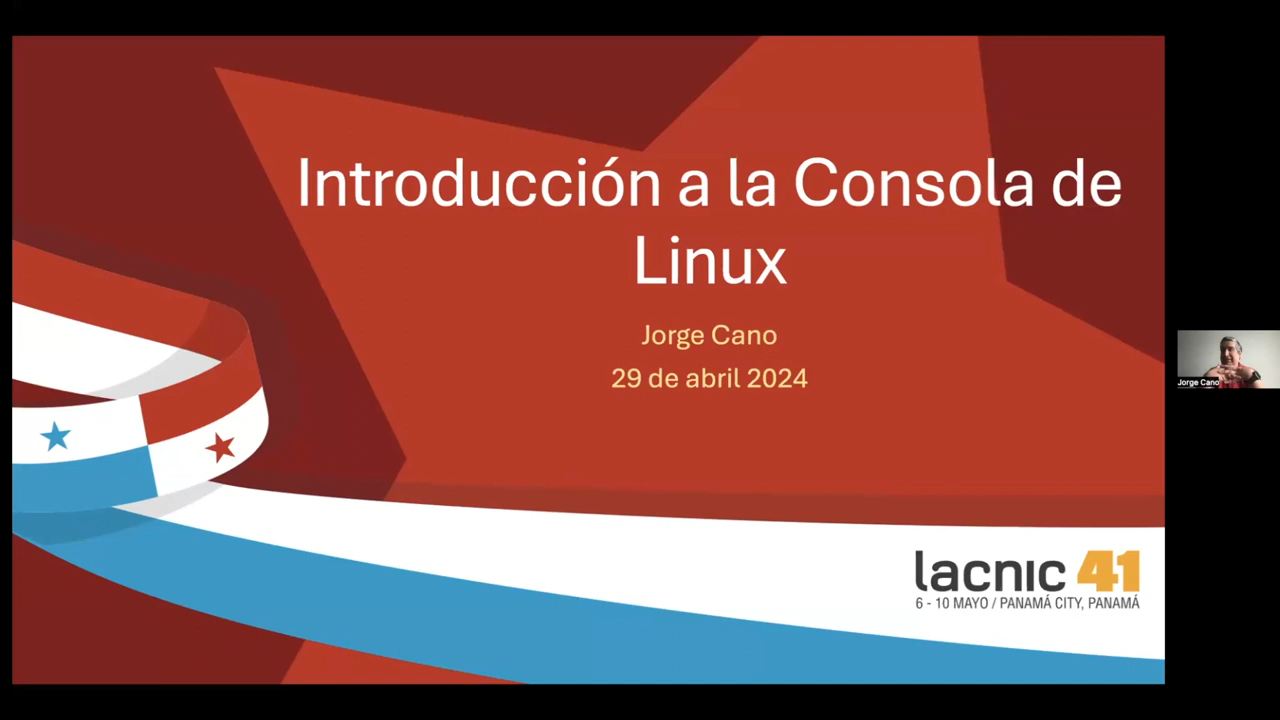 Introducción a la Consola de
Linux
Jorge Cano
29 de abril 2024
Jorge Cano
lacnic 41
6 - 10 MAYO / PANAMÁ CITY, PANAMÁ